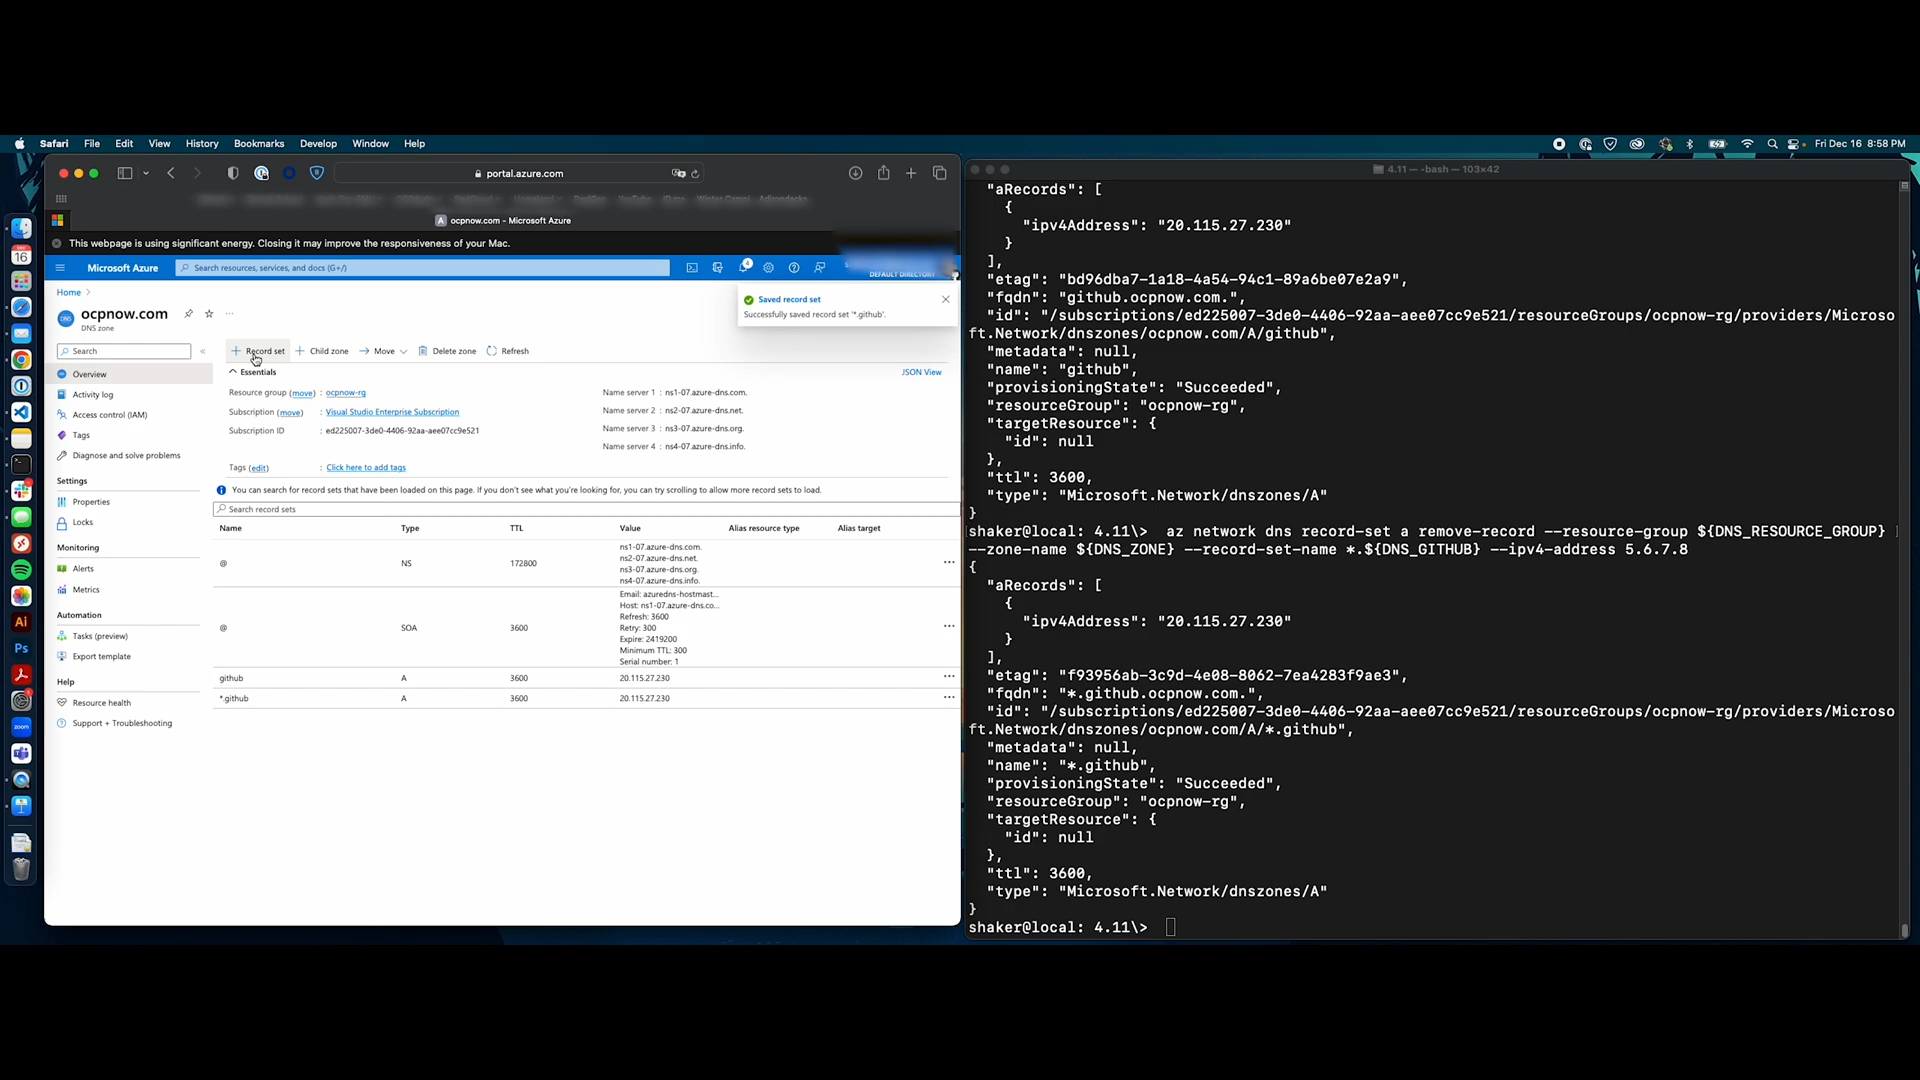 Safari File Edit View History Bookmarks Develop Window Help
Fri Dec 16 8:58 PM
portal.azure.com
ocpnow.com - Microsoft Azure
This webpage is using significant energy. Closing it may improve the responsiveness of your Mac.
Microsoft Azure
Search resources, services, and docs (G+/)
4
DEFAULT DIRECTORY
Home
Saved record set
Successfully saved record set '*.github'.
DNS
ocpnow.com
DNS zone
Search
Record set Child zone Move Delete zone Refresh
Overview
Activity log
Access control (IAM)
Tags
Diagnose and solve problems
Settings
Properties
Locks
Monitoring
Alerts
Metrics
Automation
Tasks (preview)
Export template
Help
Resource health
Support + Troubleshooting
Essentials
JSON View
Resource group (move) : ocpnow-rg
Subscription (move) : Visual Studio Enterprise Subscription
Subscription ID : ed225007-3de0-4406-92aa-aee07cc9e521
Name server 1 : ns1-07.azure-dns.com.
Name server 2 : ns2-07.azure-dns.net.
Name server 3 : ns3-07.azure-dns.org.
Name server 4 : ns4-07.azure-dns.info.
Tags (edit) : Click here to add tags
You can search for record sets that have been loaded on this page. If you don't see what you're looking for, you can try scrolling to allow more record sets to load.
Search record sets
Name Type TTL Value Alias resource type Alias target
@ NS 172800
ns1-07.azure-dns.com.
ns2-07.azure-dns.net.
ns3-07.azure-dns.org.
ns4-07.azure-dns.info.
@ SOA 3600
Email: azuredns-hostmast...
Host: ns1-07.azure-dns.co...
Refresh: 3600
Retry: 300
Expire: 2419200
Minimum TTL: 300
Serial number: 1
github A 3600 20.115.27.230
*.github A 3600 20.115.27.230
16
Ai
Ps
zoom
4.11 — -bash — 103×42
"aRecords": [
{
"ipv4Address": "20.115.27.230"
}
],
"etag": "bd96dba7-1a18-4a54-94c1-89a6be07e2a9",
"fqdn": "github.ocpnow.com.",
"id": "/subscriptions/ed225007-3de0-4406-92aa-aee07cc9e521/resourceGroups/ocpnow-rg/providers/Microso
ft.Network/dnszones/ocpnow.com/A/github",
"metadata": null,
"name": "github",
"provisioningState": "Succeeded",
"resourceGroup": "ocpnow-rg",
"targetResource": {
"id": null
},
"ttl": 3600,
"type": "Microsoft.Network/dnszones/A"
}
shaker@local: 4.11\> az network dns record-set a remove-record --resource-group ${DNS_RESOURCE_GROUP}
--zone-name ${DNS_ZONE} --record-set-name *.${DNS_GITHUB} --ipv4-address 5.6.7.8
{
"aRecords": [
{
"ipv4Address": "20.115.27.230"
}
],
"etag": "f93956ab-3c9d-4e08-8062-7ea4283f9ae3",
"fqdn": "*.github.ocpnow.com.",
"id": "/subscriptions/ed225007-3de0-4406-92aa-aee07cc9e521/resourceGroups/ocpnow-rg/providers/Microso
ft.Network/dnszones/ocpnow.com/A/*.github",
"metadata": null,
"name": "*.github",
"provisioningState": "Succeeded",
"resourceGroup": "ocpnow-rg",
"targetResource": {
"id": null
},
"ttl": 3600,
"type": "Microsoft.Network/dnszones/A"
}
shaker@local: 4.11\>